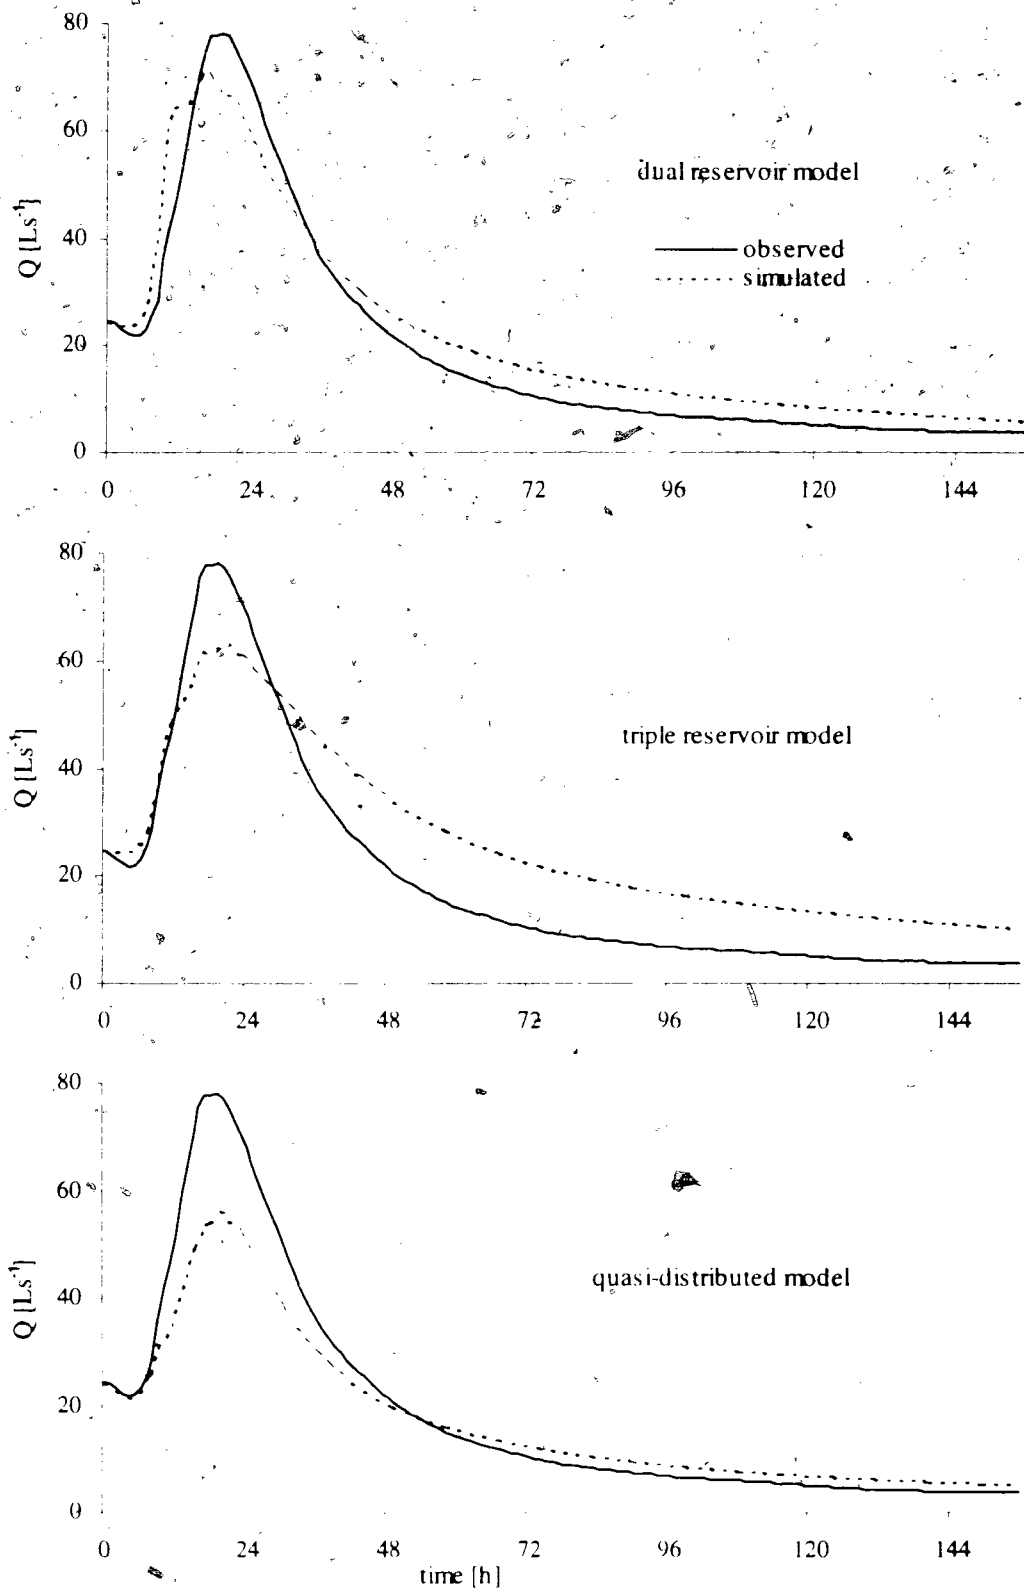 80
60
40
20
0
Q [Ls⁻¹]
dual reservoir model
observed
simulated
0 24 48 72 96 120 144
80
60
40
20
0
Q [Ls⁻¹]
triple reservoir model
0 24 48 72 96 120 144
80
60
40
20
0
Q [Ls⁻¹]
quasi-distributed model
0 24 48 72 96 120 144
time [h]